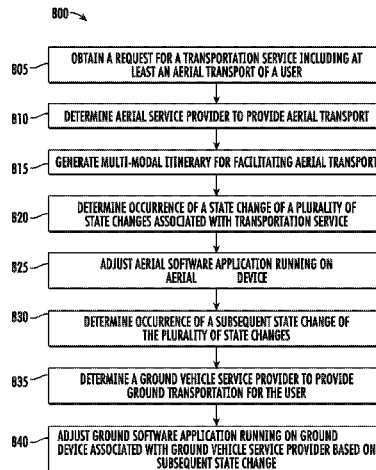 800
805 OBTAIN A REQUEST FOR A TRANSPORTATION SERVICE INCLUDING AT
LEAST AN AERIAL TRANSPORT OF A USER
810 DETERMINE AERIAL SERVICE PROVIDER TO PROVIDE AERIAL TRANSPORT
815 GENERATE MULTI-MODAL ITINERARY FOR FACILITATING AERIAL TRANSPORT
820 DETERMINE OCCURRENCE OF A STATE CHANGE OF A PLURALITY OF
STATE CHANGES ASSOCIATED WITH TRANSPORTATION SERVICE
825 ADJUST AERIAL SOFTWARE APPLICATION RUNNING ON
AERIAL DEVICE
830 DETERMINE OCCURRENCE OF A SUBSEQUENT STATE CHANGE OF
THE PLURALITY OF STATE CHANGES
835 DETERMINE A GROUND VEHICLE SERVICE PROVIDER TO PROVIDE
GROUND TRANSPORTATION FOR THE USER
840 ADJUST GROUND SOFTWARE APPLICATION RUNNING ON GROUND
DEVICE ASSOCIATED WITH GROUND VEHICLE SERVICE PROVIDER BASED ON
SUBSEQUENT STATE CHANGE